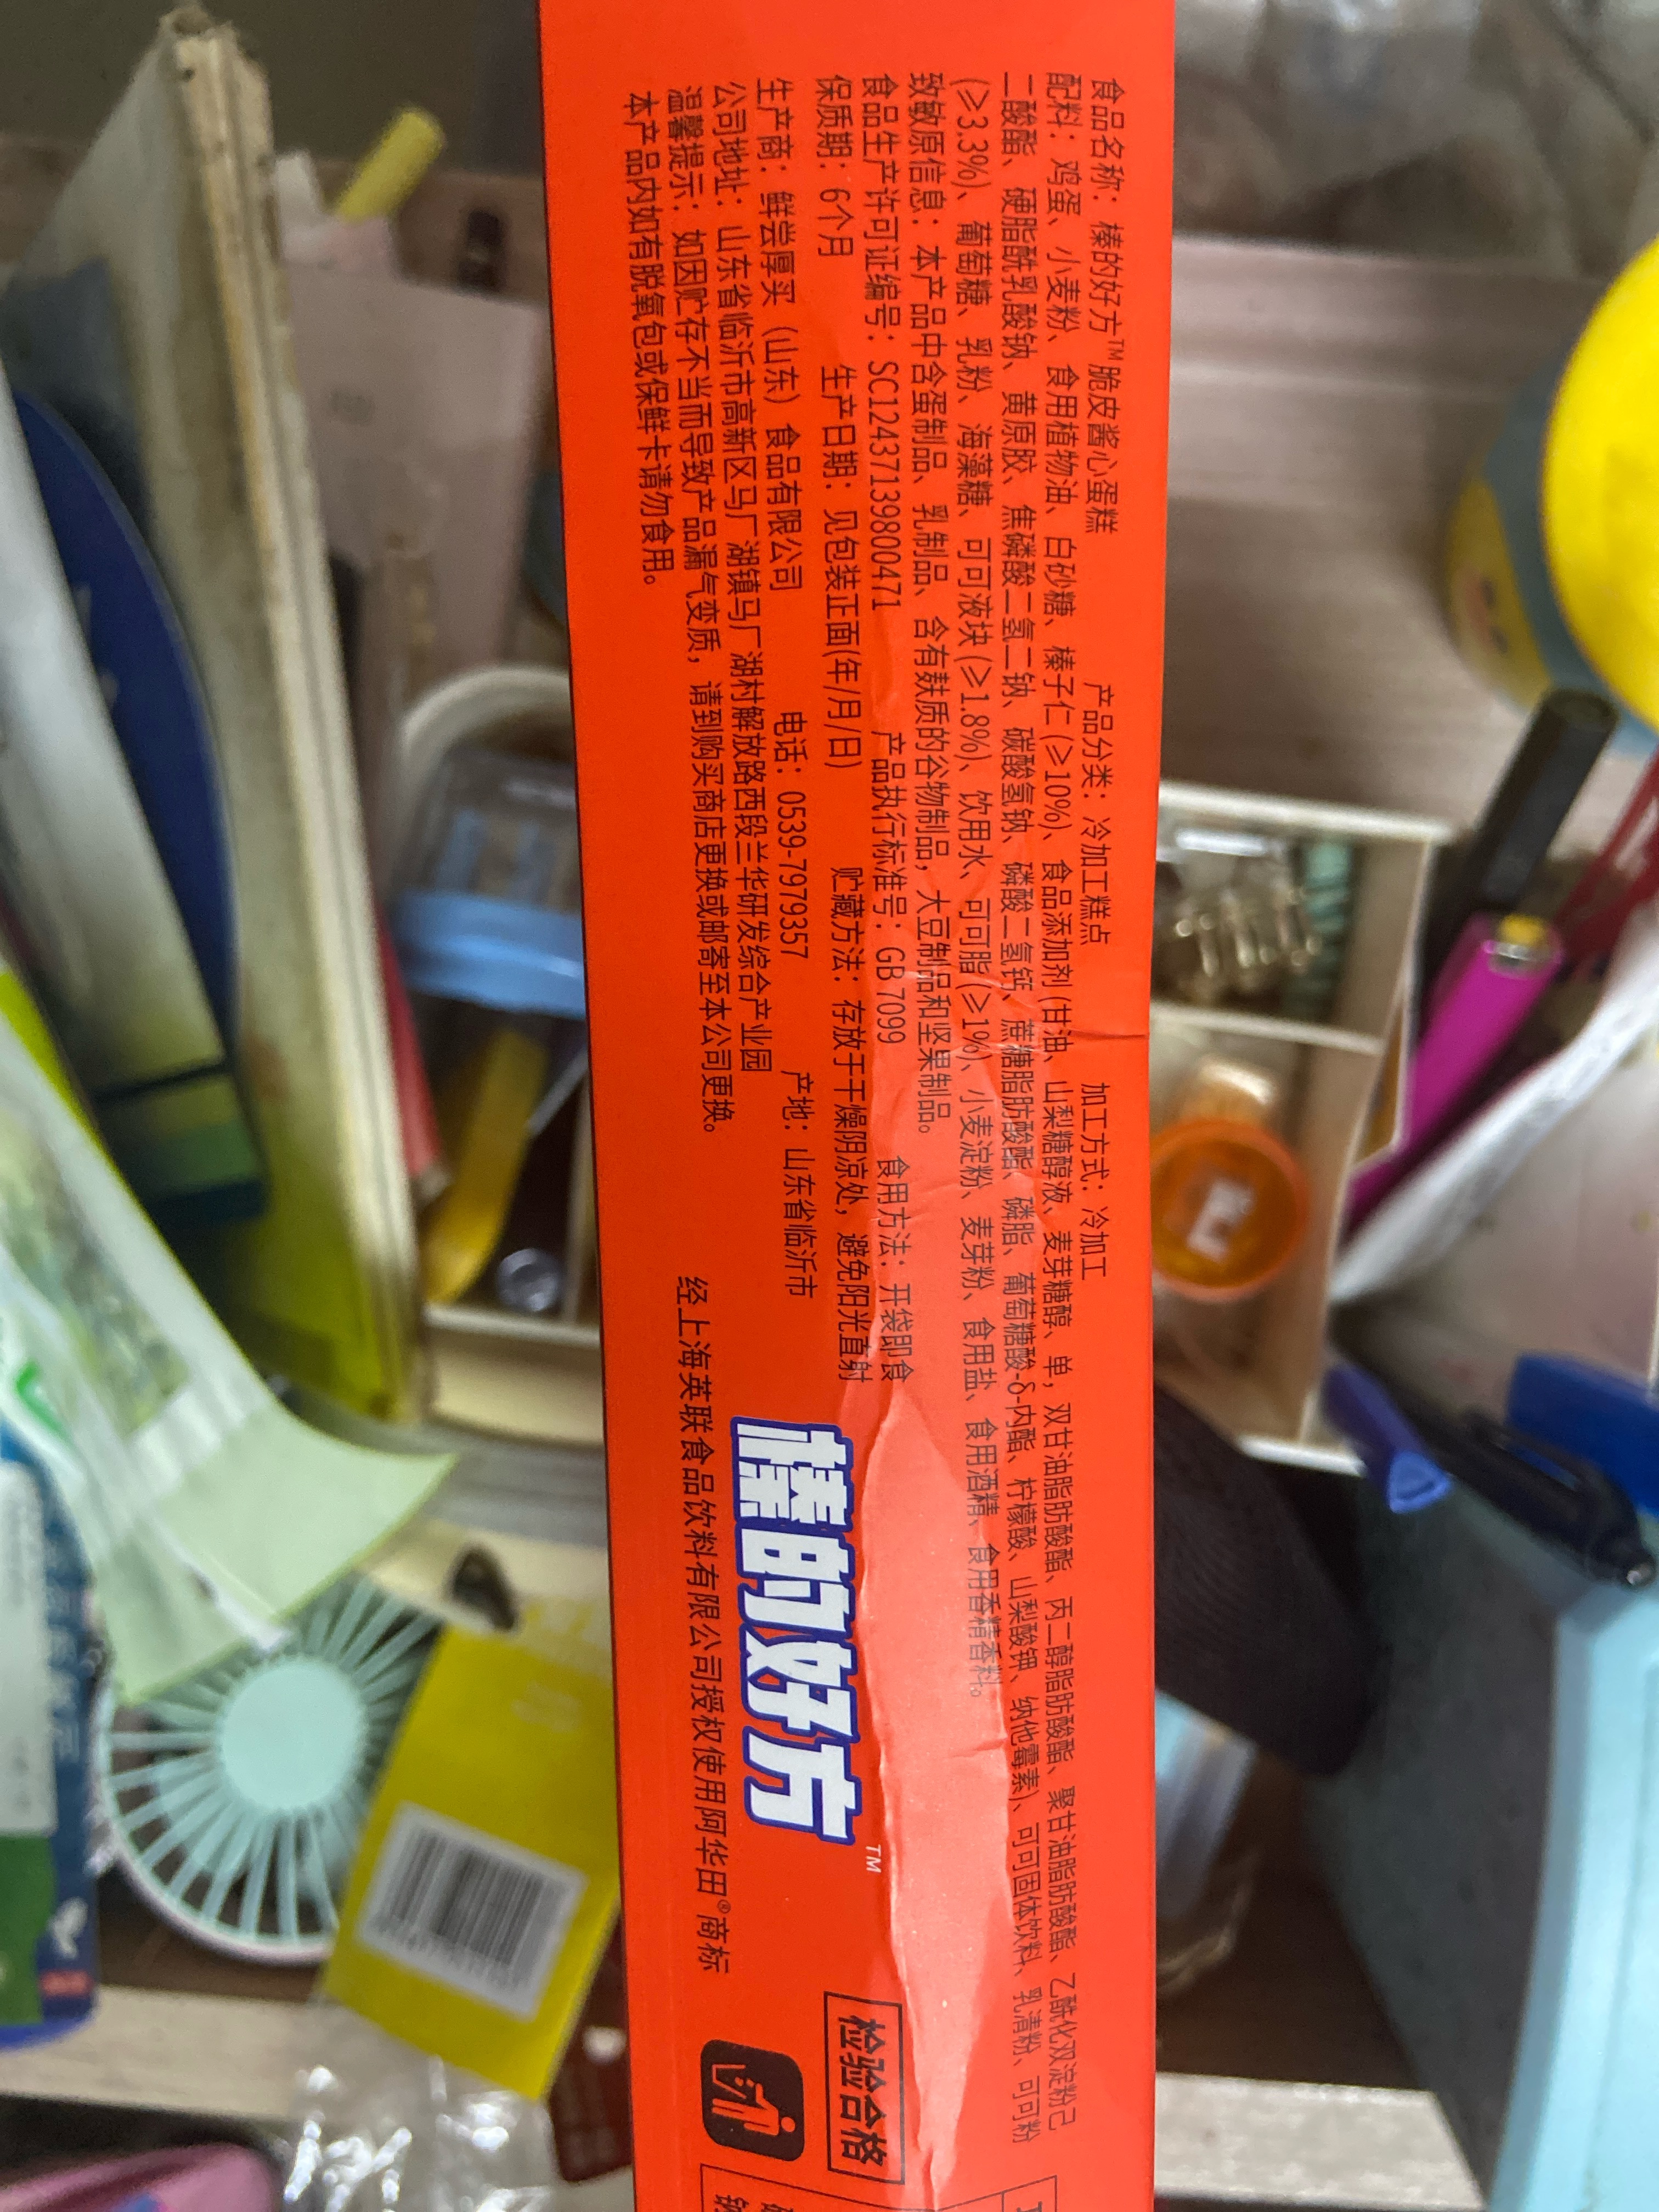 食品名称：榛的好方™脆皮酱心蛋糕 产品分类：冷加工糕点 加工方式：冷加工
配料：鸡蛋、小麦粉、食用植物油、白砂糖、榛子仁(≥10%)、食品添加剂(甘油、山梨糖醇液、麦芽糖醇、单，双甘油脂肪酸酯、丙二醇脂肪酸酯、聚甘油脂肪酸酯、乙酰化双淀粉己
二酸酯、硬脂酰乳酸钠、黄原胶、焦磷酸二氢二钠、碳酸氢钠、磷酸二氢钙、蔗糖脂肪酸酯、磷脂、葡萄糖酸-δ-内酯、柠檬酸、山梨酸钾、纳他霉素)、可可固体饮料、乳清粉、可可粉
(≥3.3%)、葡萄糖、乳粉、海藻糖、可可液块(≥1.8%)、饮用水、可可脂(≥1%)、小麦淀粉、麦芽粉、食用盐、食用酒精、食用香精香料。
致敏原信息：本产品中含蛋制品、乳制品、含有麸质的谷物制品，大豆制品和坚果制品。
食品生产许可证编号：SC12437139800471 产品执行标准号：GB 7099 食用方法：开袋即食
保质期：6个月 生产日期：见包装正面(年/月/日) 贮藏方法：存放于干燥阴凉处，避免阳光直射
生产商：鲜尝厚买（山东）食品有限公司 电话：0539-7979357 产地：山东省临沂市
公司地址：山东省临沂市高新区马厂湖镇马厂湖村解放路西段兰华研发综合产业园
温馨提示：如因贮存不当而导致产品漏气变质，请到购买商店更换或邮寄至本公司更换。
本产品内如有脱氧包或保鲜卡请勿食用。
榛的好方™
经上海英联食品饮料有限公司授权使用阿华田®商标
检验合格